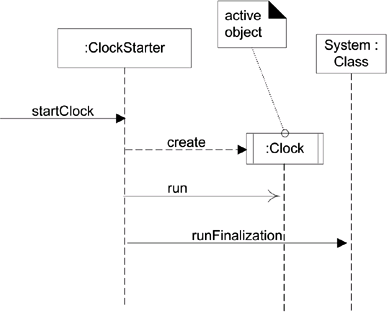 active
object
:ClockStarter
System :
Class
startClock
create
:Clock
run
runFinalization